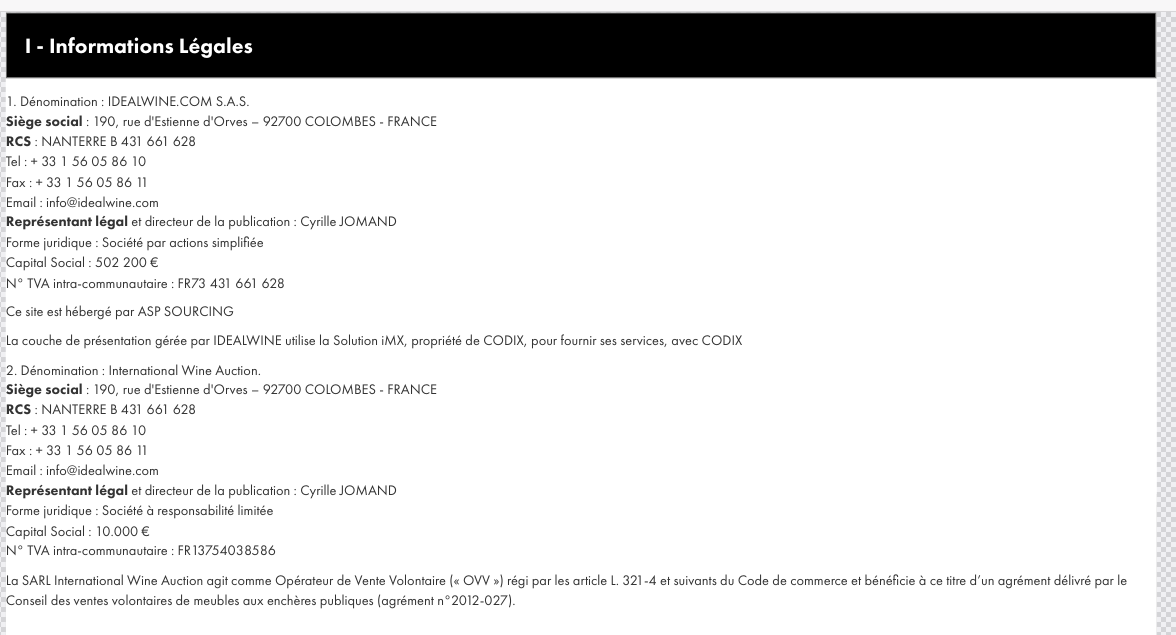 I - Informations Légales
1. Dénomination : IDEALWINE.COM S.A.S.
Siège social : 190, rue d'Estienne d'Orves – 92700 COLOMBES - FRANCE
RCS : NANTERRE B 431 661 628
Tel : + 33 1 56 05 86 10
Fax : + 33 1 56 05 86 11
Email : info@idealwine.com
Représentant légal et directeur de la publication : Cyrille JOMAND
Forme juridique : Société par actions simplifiée
Capital Social : 502 200 €
N° TVA intra-communautaire : FR73 431 661 628
Ce site est hébergé par ASP SOURCING
La couche de présentation gérée par IDEALWINE utilise la Solution iMX, propriété de CODIX, pour fournir ses services, avec CODIX
2. Dénomination : International Wine Auction.
Siège social : 190, rue d'Estienne d'Orves – 92700 COLOMBES - FRANCE
RCS : NANTERRE B 431 661 628
Tel : + 33 1 56 05 86 10
Fax : + 33 1 56 05 86 11
Email : info@idealwine.com
Représentant légal et directeur de la publication : Cyrille JOMAND
Forme juridique : Société à responsabilité limitée
Capital Social : 10.000 €
N° TVA intra-communautaire : FR13754038586
La SARL International Wine Auction agit comme Opérateur de Vente Volontaire (« OVV ») régi par les article L. 321-4 et suivants du Code de commerce et bénéficie à ce titre d’un agrément délivré par le
Conseil des ventes volontaires de meubles aux enchères publiques (agrément n°2012-027).